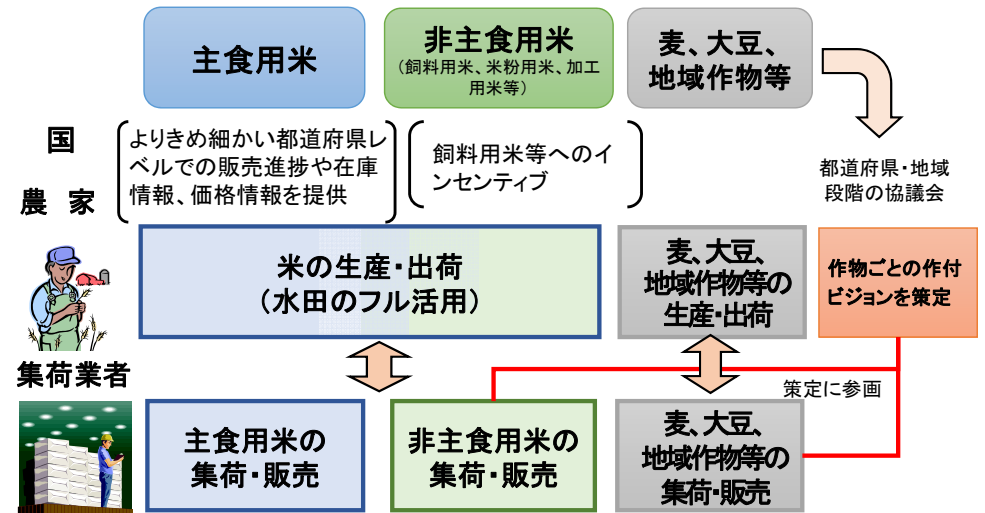 主食用米
非主食用米
（飼料用米、米粉用米、加工
用米等）
麦、大豆、
地域作物等
国
よりきめ細かい都道府県レ
ベルでの販売進捗や在庫
情報、価格情報を提供
飼料用米等へのイ
ンセンティブ
都道府県・地域
段階の協議会
農　家
米の生産・出荷
（水田のフル活用）
麦、大豆、
地域作物等の
生産・出荷
作物ごとの作付
ビジョンを策定
集荷業者
策定に参画
主食用米の
集荷・販売
非主食用米の
集荷・販売
麦、大豆、
地域作物等の
集荷・販売